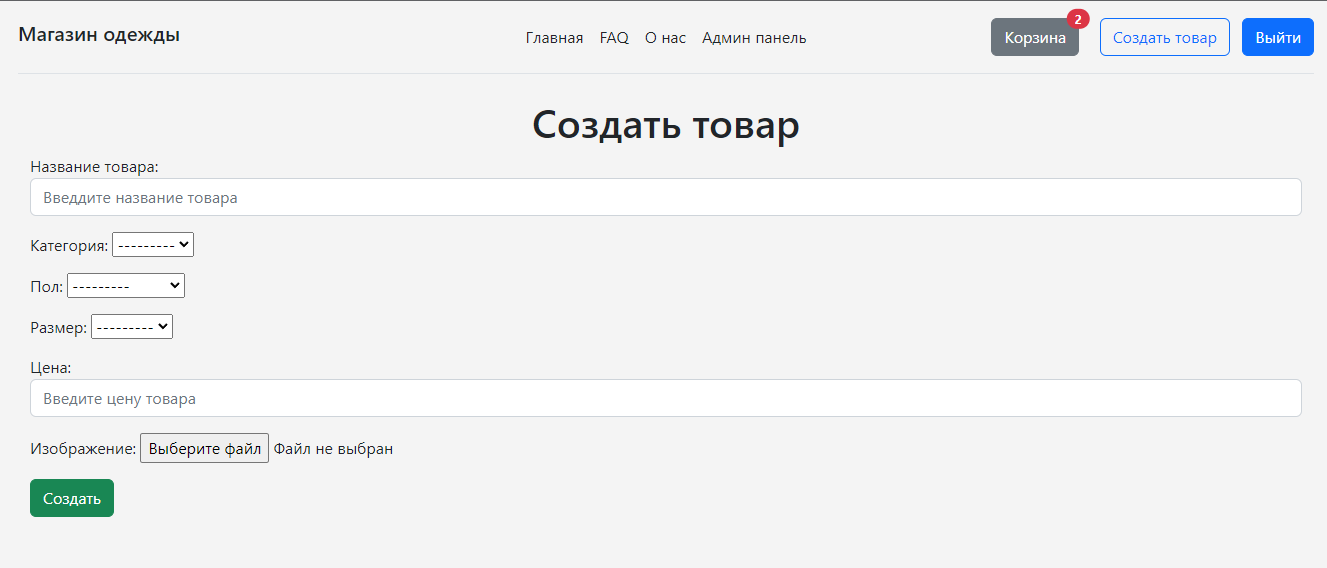 Магазин одежды
Главная FAQ О нас Админ панель
Корзина 2 Создать товар Выйти
Создать товар
Название товара:
Введдите название товара
Категория: ---------
Пол: ---------
Размер: ---------
Цена:
Введите цену товара
Изображение: Выберите файл Файл не выбран
Создать